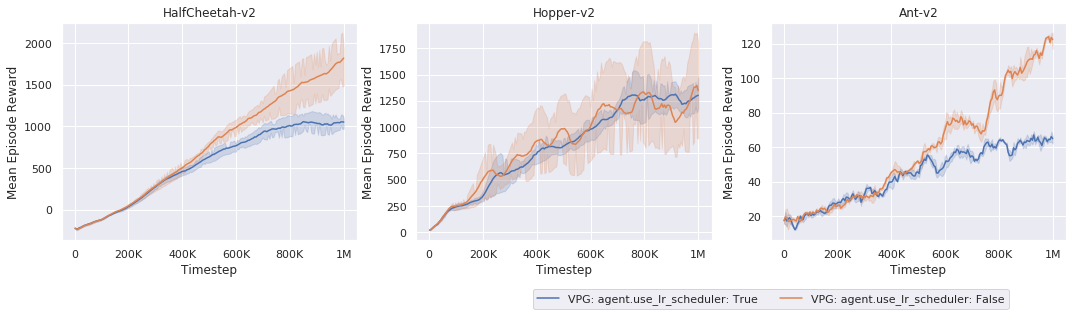 HalfCheetah-v2
Mean Episode Reward
2000
1500
1000
500
0
0 200K 400K 600K 800K 1M
Timestep
Hopper-v2
Mean Episode Reward
1750
1500
1250
1000
750
500
250
0
0 200K 400K 600K 800K 1M
Timestep
Ant-v2
Mean Episode Reward
120
100
80
60
40
20
0 200K 400K 600K 800K 1M
Timestep
VPG: agent.use_lr_scheduler: True VPG: agent.use_lr_scheduler: False